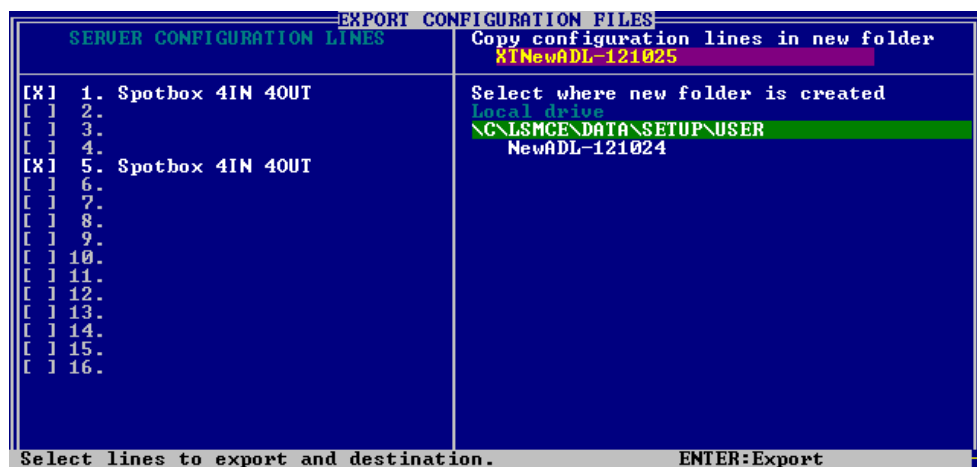 EXPORT CONFIGURATION FILES
SERVER CONFIGURATION LINES
[X] 1. Spotbox 4IN 4OUT
[ ] 2.
[ ] 3.
[ ] 4.
[X] 5. Spotbox 4IN 4OUT
[ ] 6.
[ ] 7.
[ ] 8.
[ ] 9.
[ ] 10.
[ ] 11.
[ ] 12.
[ ] 13.
[ ] 14.
[ ] 15.
[ ] 16.
Copy configuration lines in new folder
XTNewADL-121025
Select where new folder is created
Local drive
\C\LSMCE\DATA\SETUP\USER
NewADL-121024
Select lines to export and destination.
ENTER:Export